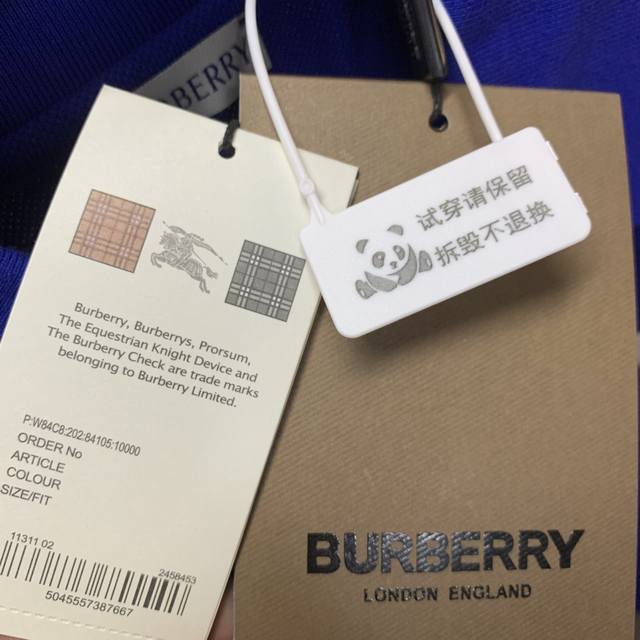 BERRY
试穿请保留
拆毁不退换
Burberry, Burberrys, Prorsum,
The Equestrian Knight Device and
The Burberry Check are trade marks
belonging to Burberry Limited.
P:W84C8:202:84105:10000
ORDER No
ARTICLE
COLOUR
SIZE/FIT
11311 02
2458453
5045557387667
BURBERRY
LONDON ENGLAND